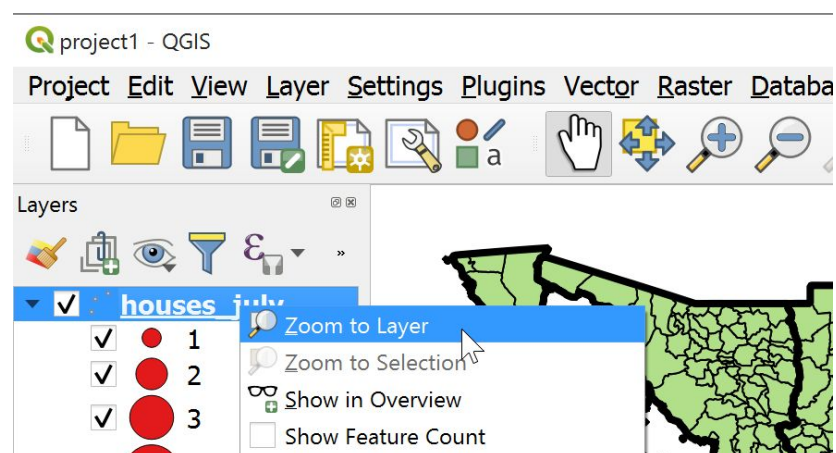 project1 - QGIS
Project Edit View Layer Settings Plugins Vector Raster Databa
a
Layers
houses_july
Zoom to Layer
1
Zoom to Selection
2
Show in Overview
3
Show Feature Count